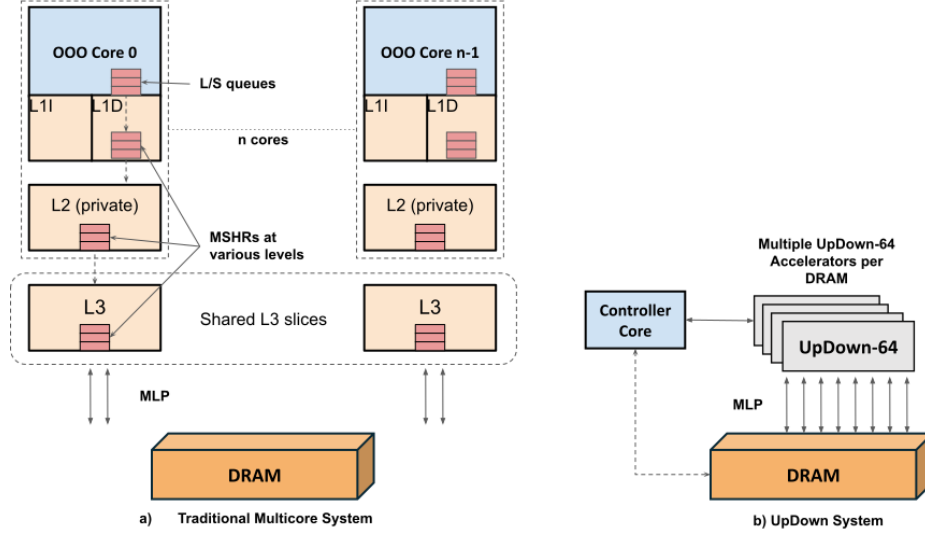 OOO Core 0
L/S queues
L1I
L1D
OOO Core n-1
L1I
L1D
n cores
L2 (private)
L2 (private)
MSHRs at
various levels
L3
Shared L3 slices
L3
MLP
DRAM
a) Traditional Multicore System
Multiple UpDown-64
Accelerators per
DRAM
Controller
Core
UpDown-64
MLP
DRAM
b) UpDown System